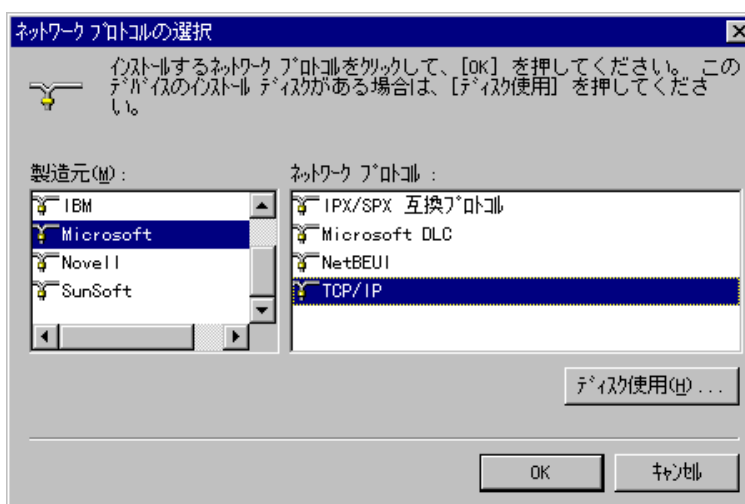 ネットワーク プロトコルの選択
インストールするネットワーク プロトコルをクリックして、[OK] を押してください。 この
デバイスのインストール ディスクがある場合は、[ディスク使用] を押してくださ
い。
製造元(M):
ネットワーク プロトコル :
IBM
Microsoft
Novell
SunSoft
IPX/SPX 互換プロトコル
Microsoft DLC
NetBEUI
TCP/IP
ディスク使用(H)...
OK
キャンセル